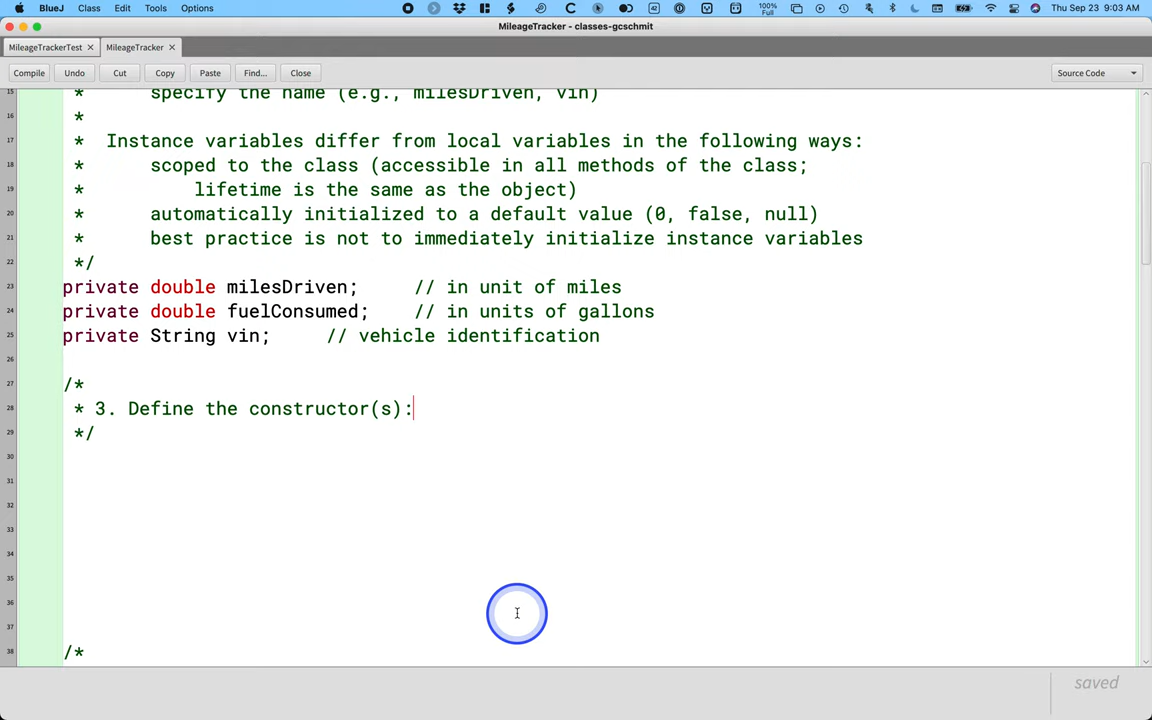 BlueJ Class Edit Tools Options 100% Full Thu Sep 23 9:03 AM
MileageTracker - classes-gcschmit
MileageTrackerTest MileageTracker
Compile Undo Cut Copy Paste Find... Close Source Code
15 * specify the name (e.g., milesDriven, vin)
16 *
17 * Instance variables differ from local variables in the following ways:
18 * scoped to the class (accessible in all methods of the class;
19 * lifetime is the same as the object)
20 * automatically initialized to a default value (0, false, null)
21 * best practice is not to immediately initialize instance variables
22 */
23 private double milesDriven; // in unit of miles
24 private double fuelConsumed; // in units of gallons
25 private String vin; // vehicle identification
26
27 /*
28 * 3. Define the constructor(s):
29 */
30
31
32
33
34
35
36
37
38 /*
saved